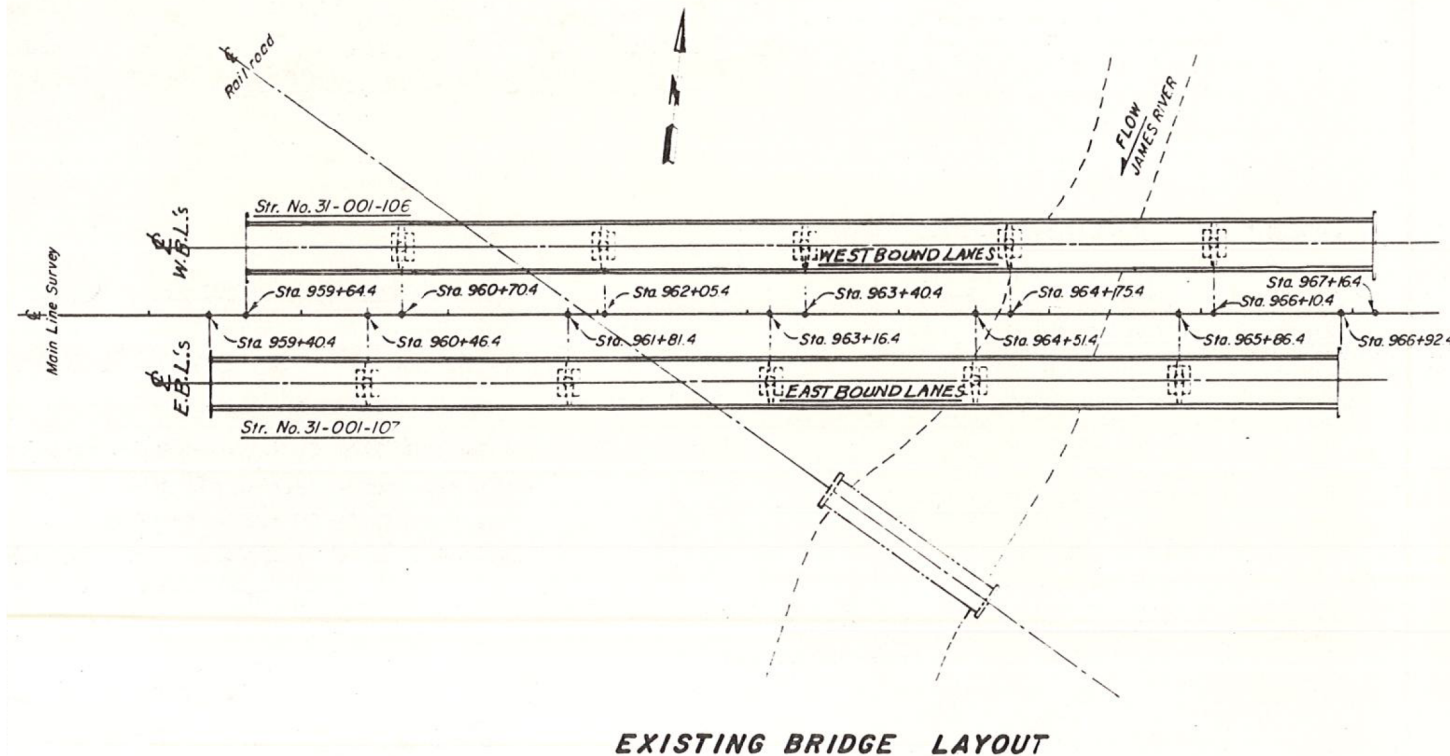 ℄
Railroad
FLOW
JAMES RIVER
Str. No. 31-001-106
℄
W.B.L.'s
WEST BOUND LANES
℄
Main Line Survey
Sta. 959+64.4
Sta. 960+70.4
Sta. 962+05.4
Sta. 963+40.4
Sta. 964+75.4
Sta. 967+16.4
Sta. 966+10.4
Sta. 959+40.4
Sta. 960+46.4
Sta. 961+81.4
Sta. 963+16.4
Sta. 964+51.4
Sta. 965+86.4
Sta. 966+92.4
℄
E.B.L.'s
EAST BOUND LANES
Str. No. 31-001-107
EXISTING BRIDGE LAYOUT